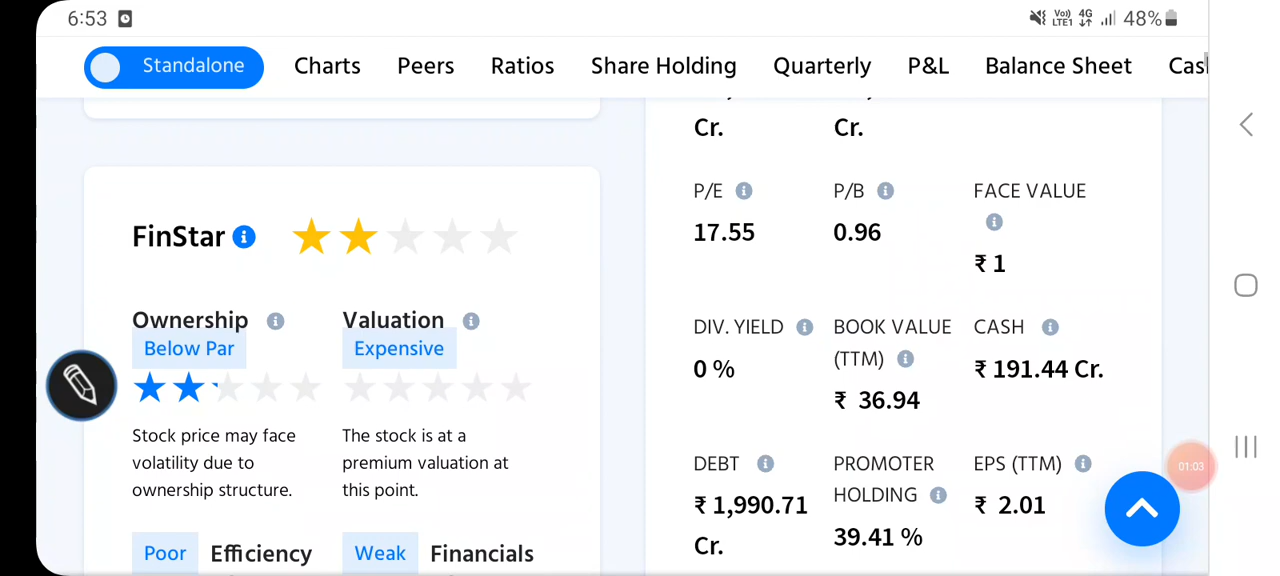 6:53
Vo)) 4G
LTE1
48%
Standalone Charts Peers Ratios Share Holding Quarterly P&L Balance Sheet Cas
Cr. Cr.
P/E P/B FACE VALUE
17.55 0.96
₹ 1
FinStar
Ownership Valuation
Below Par Expensive
Stock price may face
volatility due to
ownership structure.
The stock is at a
premium valuation at
this point.
Poor Efficiency Weak Financials
DIV. YIELD BOOK VALUE CASH
(TTM)
0 % ₹ 191.44 Cr.
₹ 36.94
DEBT PROMOTER EPS (TTM)
HOLDING
₹ 1,990.71 ₹ 2.01
Cr. 39.41 %
01:03